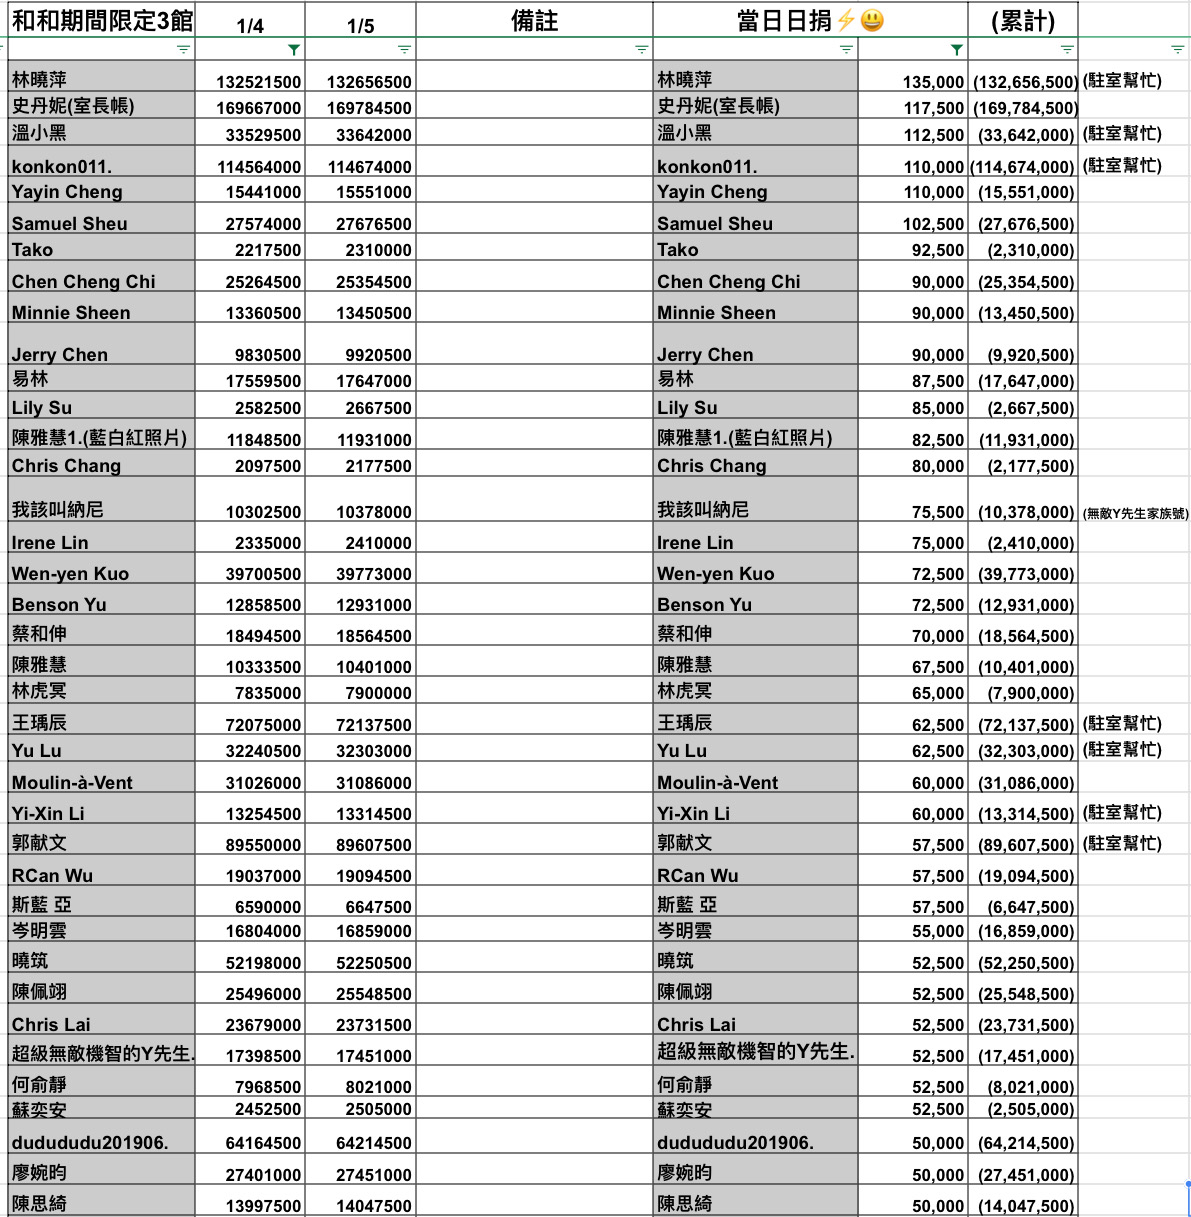 和和期間限定3館 1/4 1/5 備註 當日日捐⚡😃 (累計)
林曉萍 132521500 132656500 林曉萍 135,000 (132,656,500) (駐室幫忙)
史丹妮(室長帳) 169667000 169784500 史丹妮(室長帳) 117,500 (169,784,500)
溫小黑 33529500 33642000 溫小黑 112,500 (33,642,000) (駐室幫忙)
konkon011. 114564000 114674000 konkon011. 110,000 (114,674,000) (駐室幫忙)
Yayin Cheng 15441000 15551000 Yayin Cheng 110,000 (15,551,000)
Samuel Sheu 27574000 27676500 Samuel Sheu 102,500 (27,676,500)
Tako 2217500 2310000 Tako 92,500 (2,310,000)
Chen Cheng Chi 25264500 25354500 Chen Cheng Chi 90,000 (25,354,500)
Minnie Sheen 13360500 13450500 Minnie Sheen 90,000 (13,450,500)
Jerry Chen 9830500 9920500 Jerry Chen 90,000 (9,920,500)
易林 17559500 17647000 易林 87,500 (17,647,000)
Lily Su 2582500 2667500 Lily Su 85,000 (2,667,500)
陳雅慧1.(藍白紅照片) 11848500 11931000 陳雅慧1.(藍白紅照片) 82,500 (11,931,000)
Chris Chang 2097500 2177500 Chris Chang 80,000 (2,177,500)
我該叫納尼 10302500 10378000 我該叫納尼 75,500 (10,378,000) (無敵Y先生家族號)
Irene Lin 2335000 2410000 Irene Lin 75,000 (2,410,000)
Wen-yen Kuo 39700500 39773000 Wen-yen Kuo 72,500 (39,773,000)
Benson Yu 12858500 12931000 Benson Yu 72,500 (12,931,000)
蔡和伸 18494500 18564500 蔡和伸 70,000 (18,564,500)
陳雅慧 10333500 10401000 陳雅慧 67,500 (10,401,000)
林虎冥 7835000 7900000 林虎冥 65,000 (7,900,000)
王瑀辰 72075000 72137500 王瑀辰 62,500 (72,137,500) (駐室幫忙)
Yu Lu 32240500 32303000 Yu Lu 62,500 (32,303,000) (駐室幫忙)
Moulin-à-Vent 31026000 31086000 Moulin-à-Vent 60,000 (31,086,000)
Yi-Xin Li 13254500 13314500 Yi-Xin Li 60,000 (13,314,500) (駐室幫忙)
郭献文 89550000 89607500 郭献文 57,500 (89,607,500) (駐室幫忙)
RCan Wu 19037000 19094500 RCan Wu 57,500 (19,094,500)
斯藍 亞 6590000 6647500 斯藍 亞 57,500 (6,647,500)
岑明雲 16804000 16859000 岑明雲 55,000 (16,859,000)
曉筑 52198000 52250500 曉筑 52,500 (52,250,500)
陳佩翊 25496000 25548500 陳佩翊 52,500 (25,548,500)
Chris Lai 23679000 23731500 Chris Lai 52,500 (23,731,500)
超級無敵機智的Y先生. 17398500 17451000 超級無敵機智的Y先生. 52,500 (17,451,000)
何俞靜 7968500 8021000 何俞靜 52,500 (8,021,000)
蘇奕安 2452500 2505000 蘇奕安 52,500 (2,505,000)
dudududu201906. 64164500 64214500 dudududu201906. 50,000 (64,214,500)
廖婉昀 27401000 27451000 廖婉昀 50,000 (27,451,000)
陳思綺 13997500 14047500 陳思綺 50,000 (14,047,500)